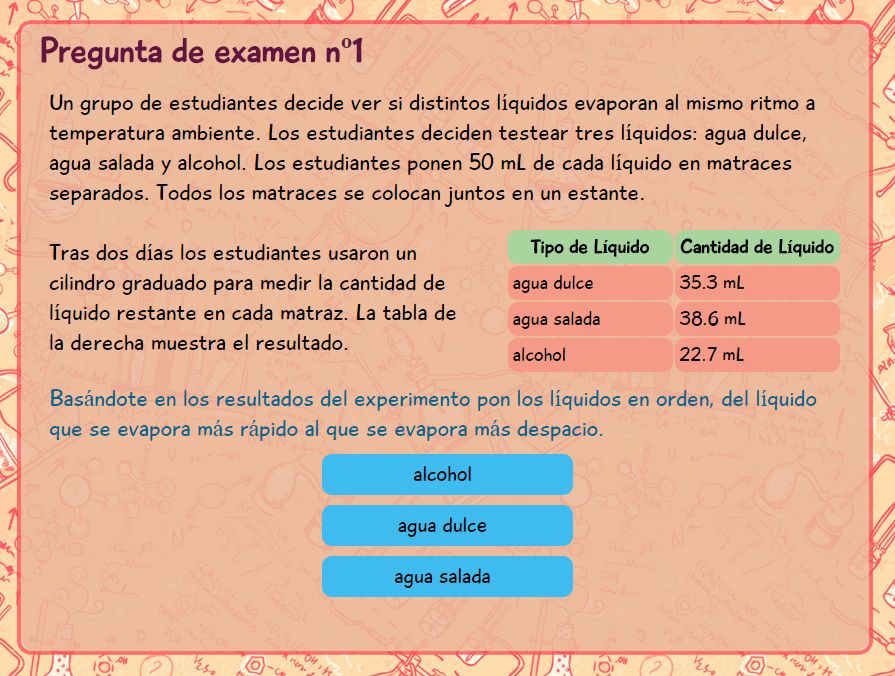 Pregunta de examen nº1
Un grupo de estudiantes decide ver si distintos líquidos evaporan al mismo ritmo a
temperatura ambiente. Los estudiantes deciden testear tres líquidos: agua dulce,
agua salada y alcohol. Los estudiantes ponen 50 mL de cada líquido en matraces
separados. Todos los matraces se colocan juntos en un estante.
Tras dos días los estudiantes usaron un
cilindro graduado para medir la cantidad de
líquido restante en cada matraz. La tabla de
la derecha muestra el resultado.
Tipo de Líquido Cantidad de Líquido
agua dulce 35.3 mL
agua salada 38.6 mL
alcohol 22.7 mL
Basándote en los resultados del experimento pon los líquidos en orden, del líquido
que se evapora más rápido al que se evapora más despacio.
alcohol
agua dulce
agua salada